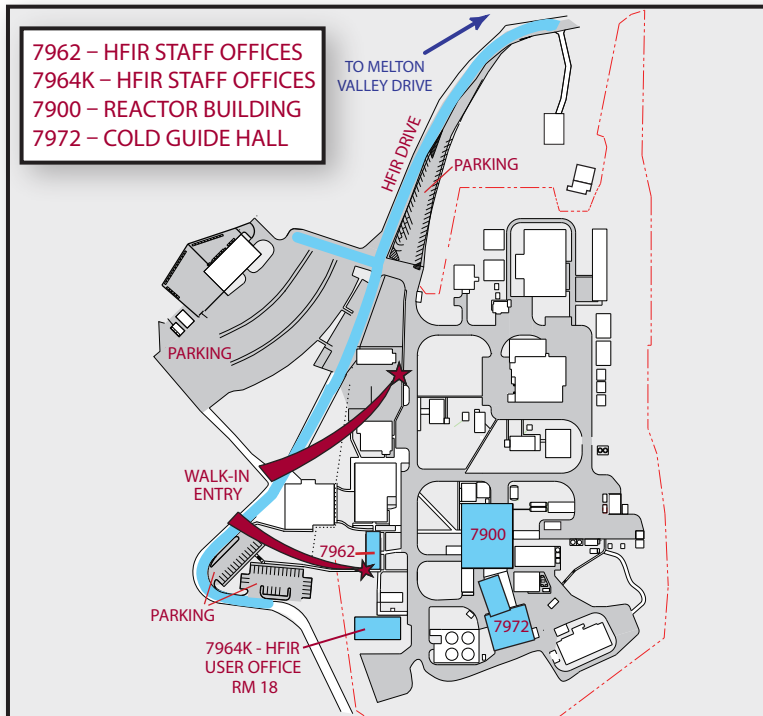 7962 – HFIR STAFF OFFICES
7964K – HFIR STAFF OFFICES
7900 – REACTOR BUILDING
7972 – COLD GUIDE HALL
TO MELTON
VALLEY DRIVE
HFIR DRIVE
PARKING
PARKING
WALK-IN
ENTRY
7962
7900
PARKING
7972
7964K - HFIR
USER OFFICE
RM 18